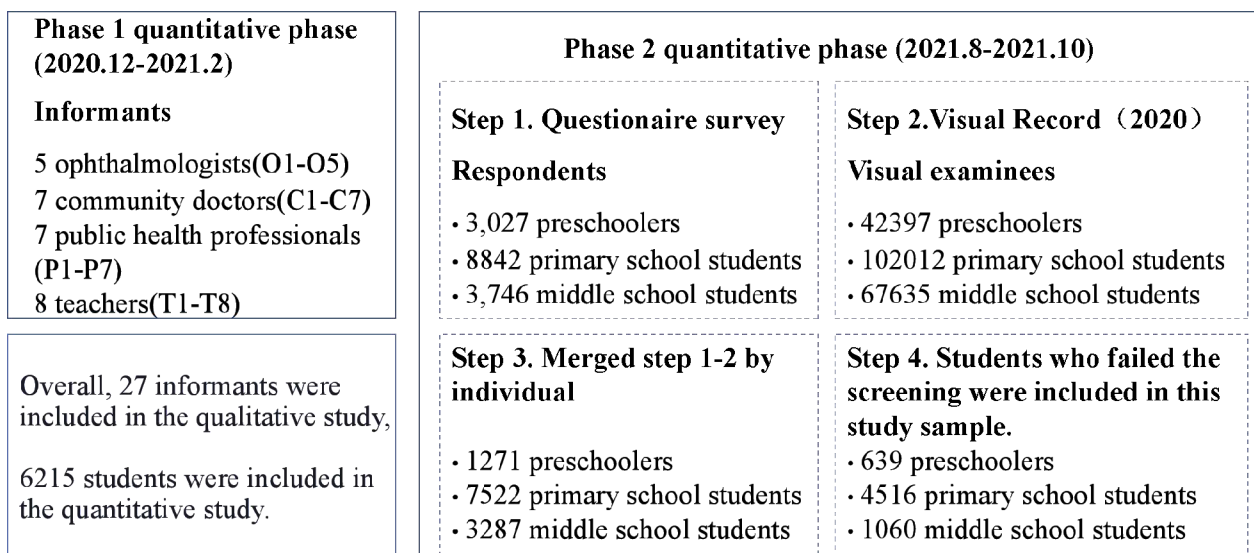 Phase 1 quantitative phase
(2020.12-2021.2)
Informants
5 ophthalmologists(O1-O5)
7 community doctors(C1-C7)
7 public health professionals
(P1-P7)
8 teachers(T1-T8)
Overall, 27 informants were
included in the qualitative study,
6215 students were included in
the quantitative study.
Phase 2 quantitative phase (2021.8-2021.10)
Step 1. Questionaire survey
Respondents
· 3,027 preschoolers
· 8842 primary school students
· 3,746 middle school students
Step 2.Visual Record（2020）
Visual examinees
· 42397 preschoolers
· 102012 primary school students
· 67635 middle school students
Step 3. Merged step 1-2 by
individual
· 1271 preschoolers
· 7522 primary school students
· 3287 middle school students
Step 4. Students who failed the
screening were included in this
study sample.
· 639 preschoolers
· 4516 primary school students
· 1060 middle school students